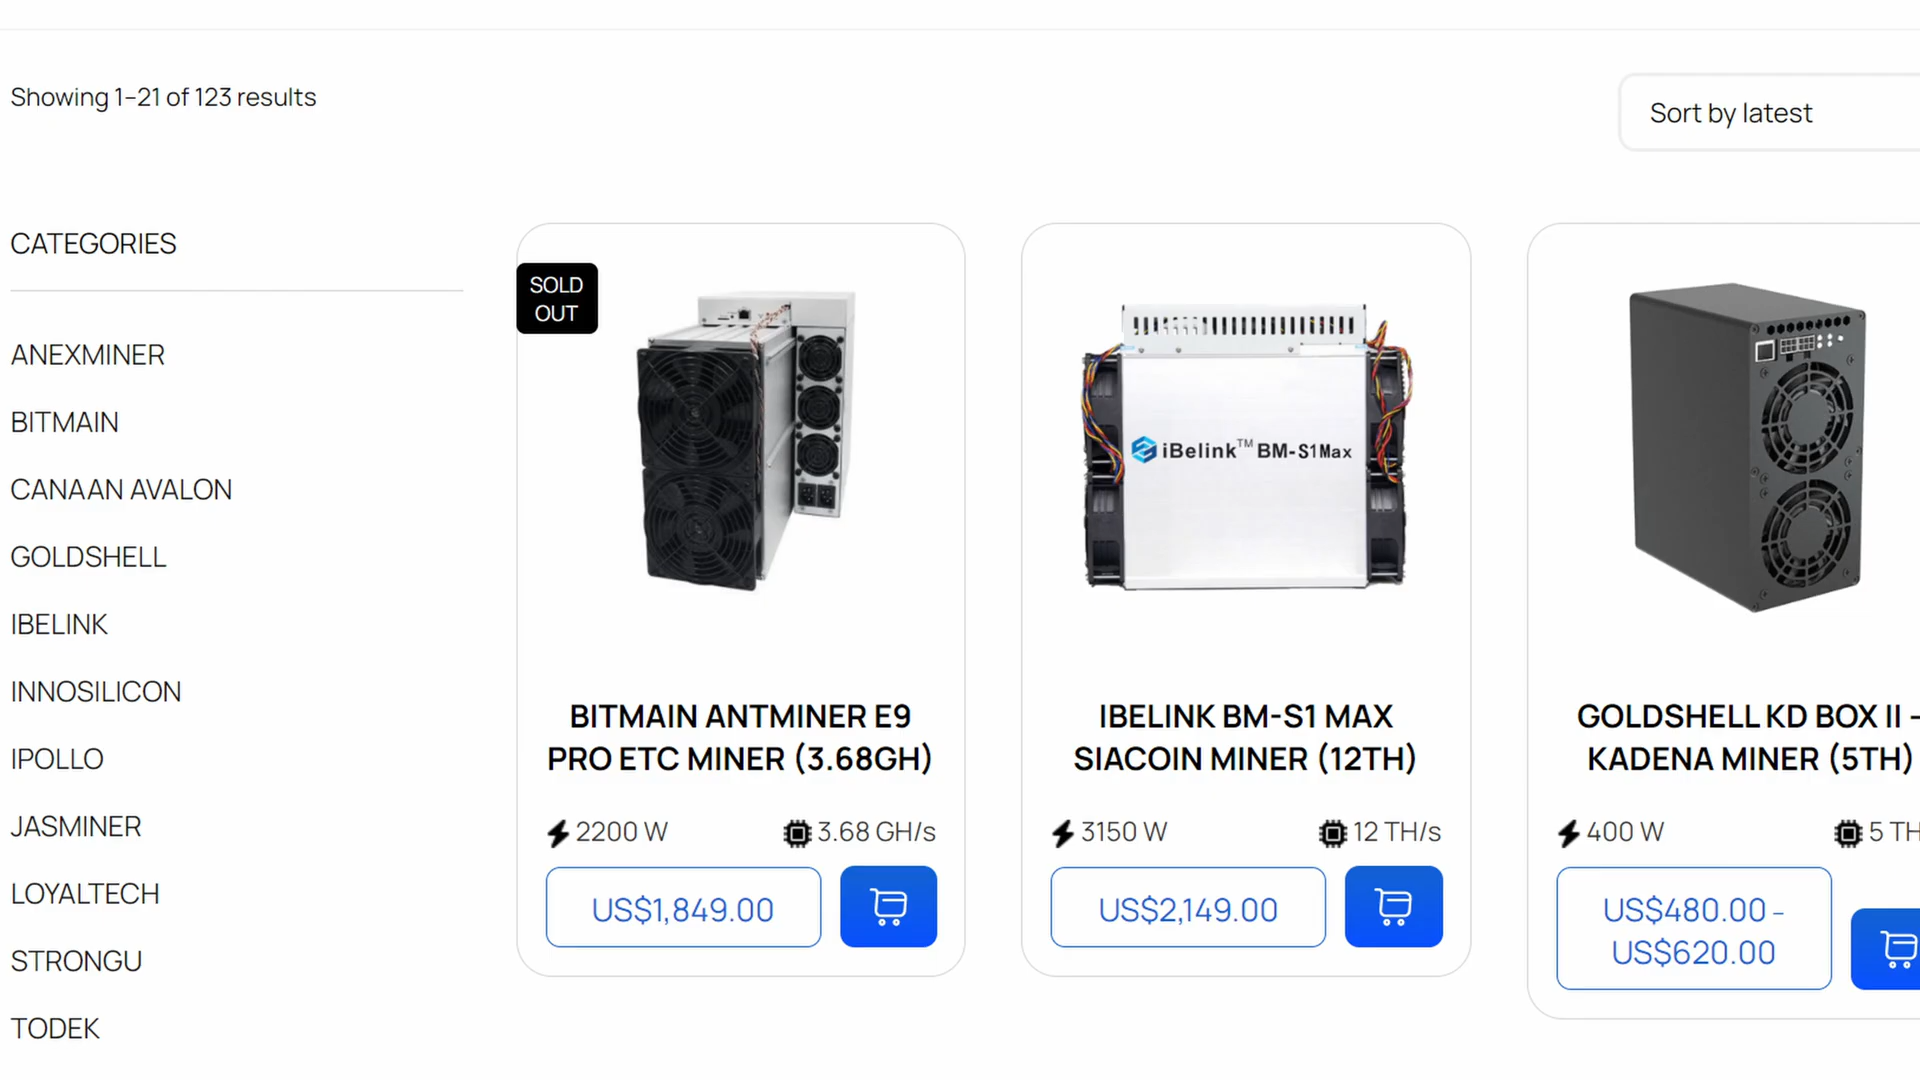 Showing 1–21 of 123 results
Sort by latest
CATEGORIES
ANEXMINER
BITMAIN
CANAAN AVALON
GOLDSHELL
IBELINK
INNOSILICON
IPOLLO
JASMINER
LOYALTECH
STRONGU
TODEK
SOLD
OUT
BITMAIN ANTMINER E9
PRO ETC MINER (3.68GH)
2200 W
3.68 GH/s
US$1,849.00
iBelink™ BM-S1Max
IBELINK BM-S1 MAX
SIACOIN MINER (12TH)
3150 W
12 TH/s
US$2,149.00
GOLDSHELL KD BOX II –
KADENA MINER (5TH)
400 W
5 TH
US$480.00 –
US$620.00